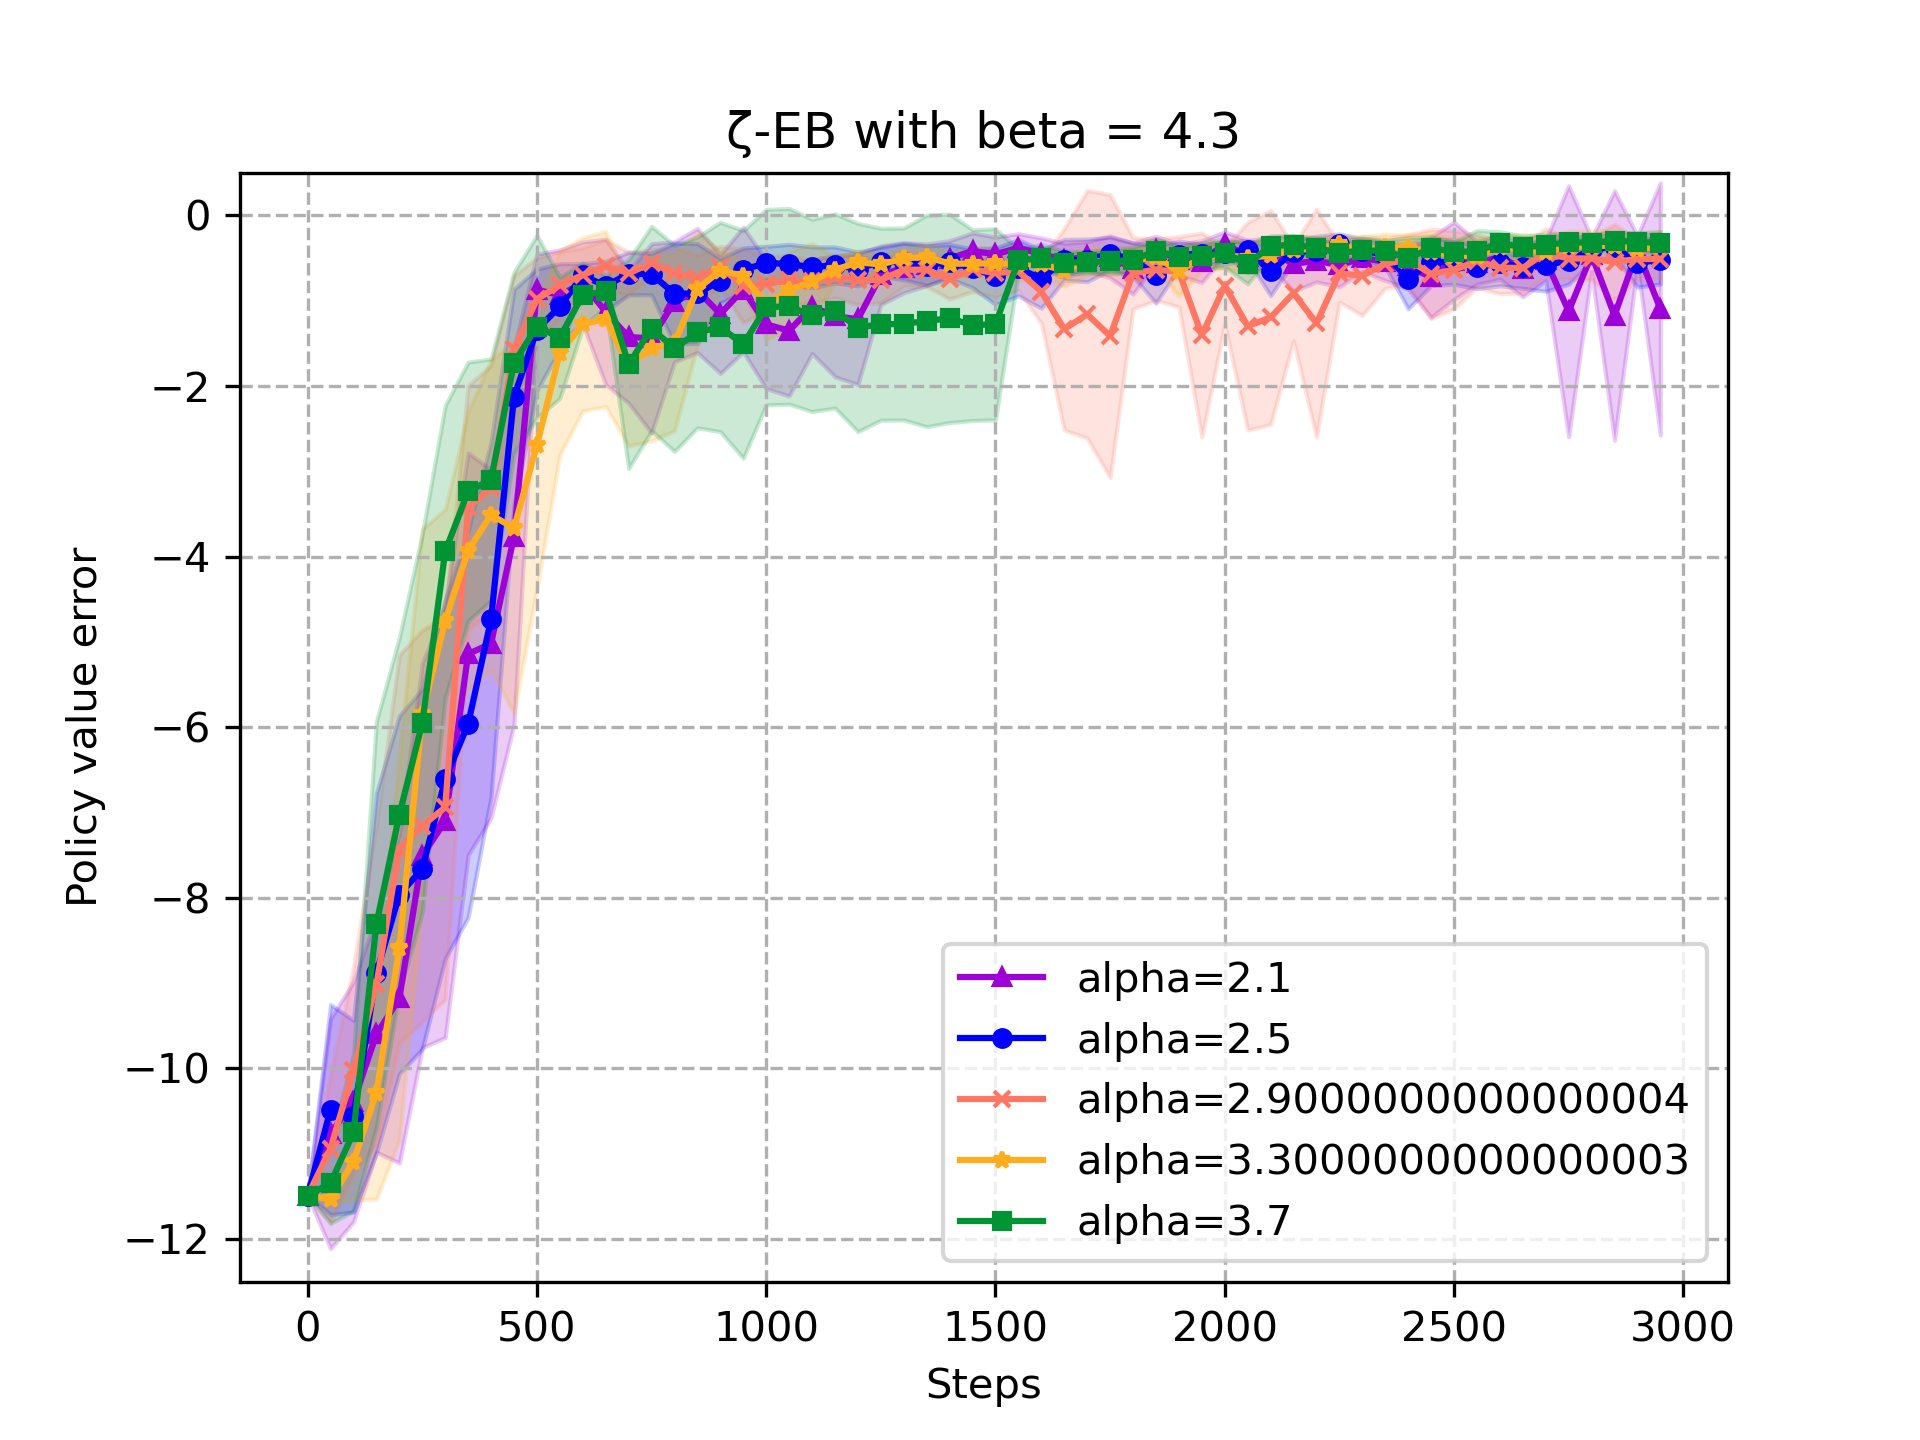 ζ-EB with beta = 4.3
0
−2
−4
−6
−8
−10
−12
Policy value error
alpha=2.1
alpha=2.5
alpha=2.9000000000000004
alpha=3.3000000000000003
alpha=3.7
0 500 1000 1500 2000 2500 3000
Steps